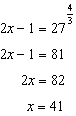 2x − 1 = 27^(4/3)
2x − 1 = 81
2x = 82
x = 41